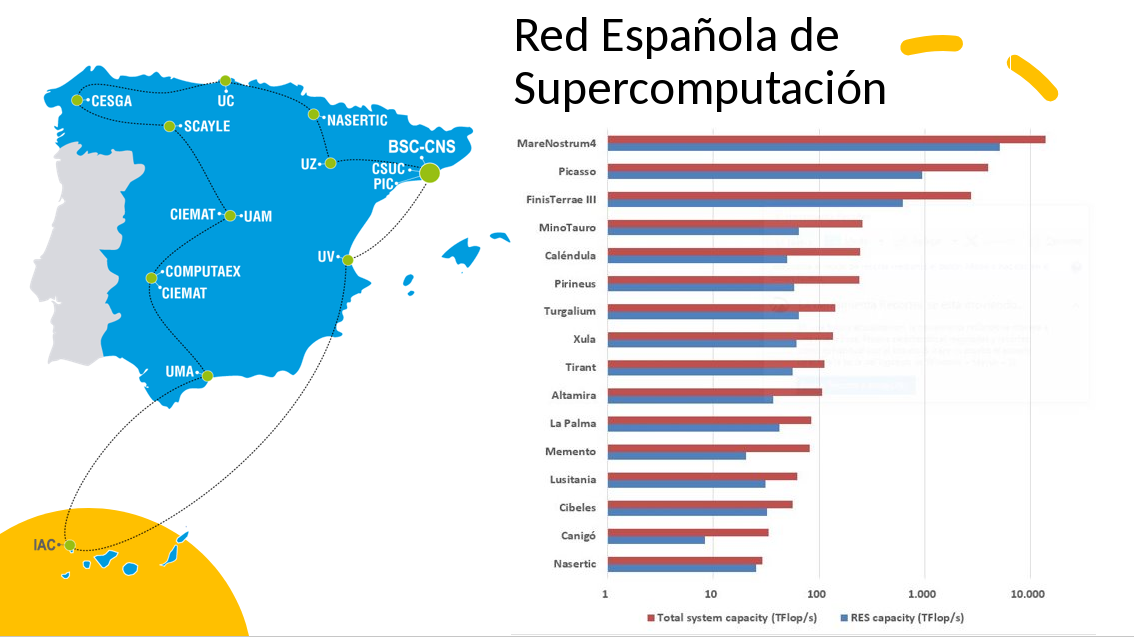 Red Española de
Supercomputación
CESGA
UC
SCAYLE
NASERTIC
BSC-CNS
UZ
CSUC
PIC
CIEMAT
UAM
UV
COMPUTAEX
CIEMAT
UMA
IAC
MareNostrum4
Picasso
FinisTerrae III
MinoTauro
Caléndula
Pirineus
Turgalium
Xula
Tirant
Altamira
La Palma
Memento
Lusitania
Cibeles
Canigó
Nasertic
1 10 100 1.000 10.000
Total system capacity (TFlop/s) RES capacity (TFlop/s)